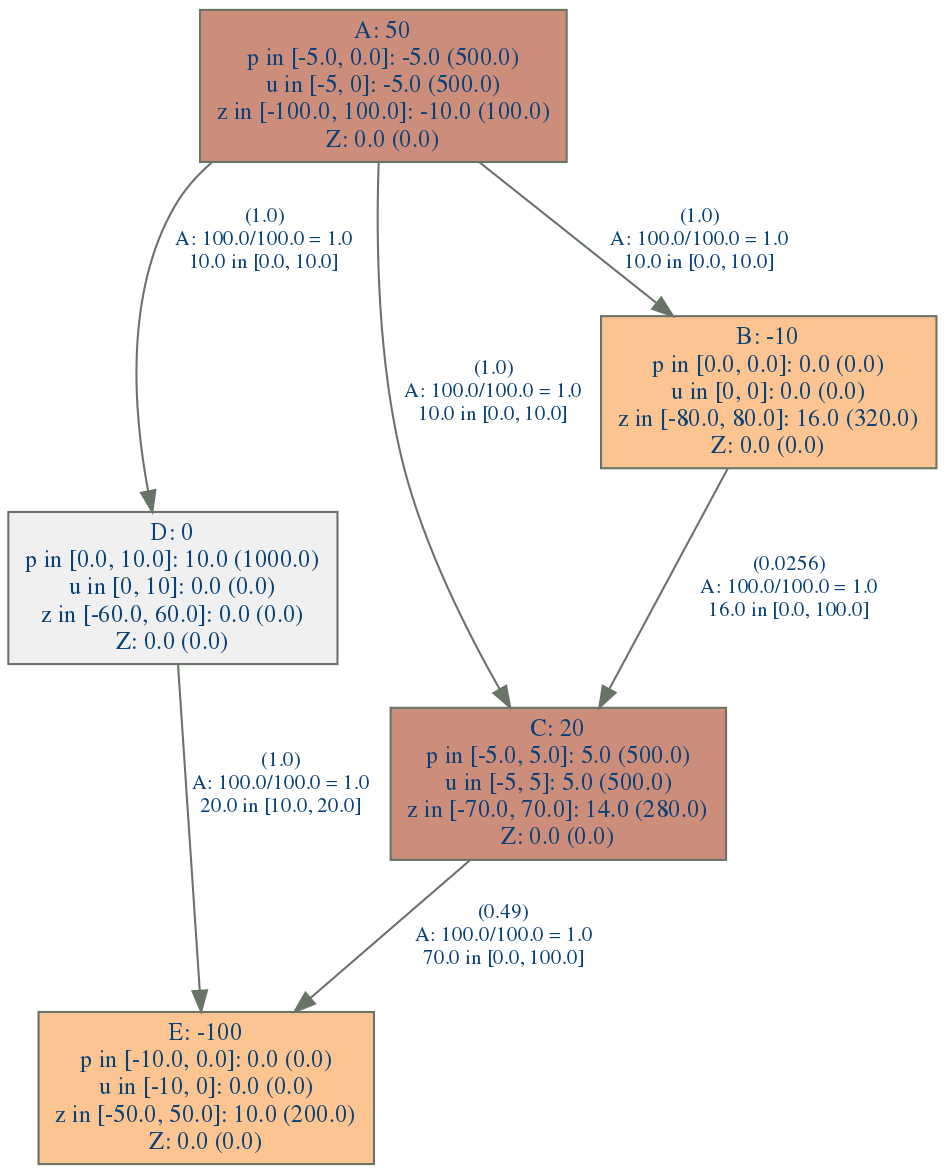 A: 50
p in [-5.0, 0.0]: -5.0 (500.0)
u in [-5, 0]: -5.0 (500.0)
z in [-100.0, 100.0]: -10.0 (100.0)
Z: 0.0 (0.0)
(1.0)
A: 100.0/100.0 = 1.0
10.0 in [0.0, 10.0]
(1.0)
A: 100.0/100.0 = 1.0
10.0 in [0.0, 10.0]
(1.0)
A: 100.0/100.0 = 1.0
10.0 in [0.0, 10.0]
B: -10
p in [0.0, 0.0]: 0.0 (0.0)
u in [0, 0]: 0.0 (0.0)
z in [-80.0, 80.0]: 16.0 (320.0)
Z: 0.0 (0.0)
D: 0
p in [0.0, 10.0]: 10.0 (1000.0)
u in [0, 10]: 0.0 (0.0)
z in [-60.0, 60.0]: 0.0 (0.0)
Z: 0.0 (0.0)
(0.0256)
A: 100.0/100.0 = 1.0
16.0 in [0.0, 100.0]
C: 20
p in [-5.0, 5.0]: 5.0 (500.0)
u in [-5, 5]: 5.0 (500.0)
z in [-70.0, 70.0]: 14.0 (280.0)
Z: 0.0 (0.0)
(1.0)
A: 100.0/100.0 = 1.0
20.0 in [10.0, 20.0]
(0.49)
A: 100.0/100.0 = 1.0
70.0 in [0.0, 100.0]
E: -100
p in [-10.0, 0.0]: 0.0 (0.0)
u in [-10, 0]: 0.0 (0.0)
z in [-50.0, 50.0]: 10.0 (200.0)
Z: 0.0 (0.0)